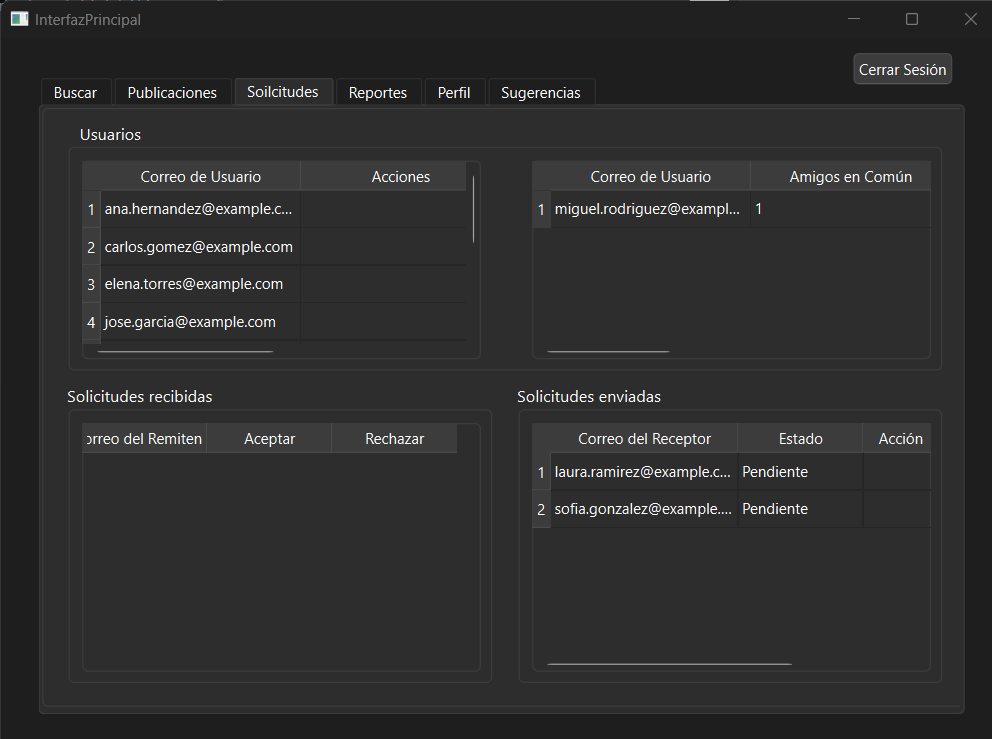 InterfazPrincipal
Cerrar Sesión
Buscar Publicaciones Soilcitudes Reportes Perfil Sugerencias
Usuarios
Correo de Usuario Acciones
1 ana.hernandez@example.c...
2 carlos.gomez@example.com
3 elena.torres@example.com
4 jose.garcia@example.com
Correo de Usuario Amigos en Común
1 miguel.rodriguez@exampl... 1
Solicitudes recibidas
orreo del Remiten Aceptar Rechazar
Solicitudes enviadas
Correo del Receptor Estado Acción
1 laura.ramirez@example.c... Pendiente
2 sofia.gonzalez@example.... Pendiente